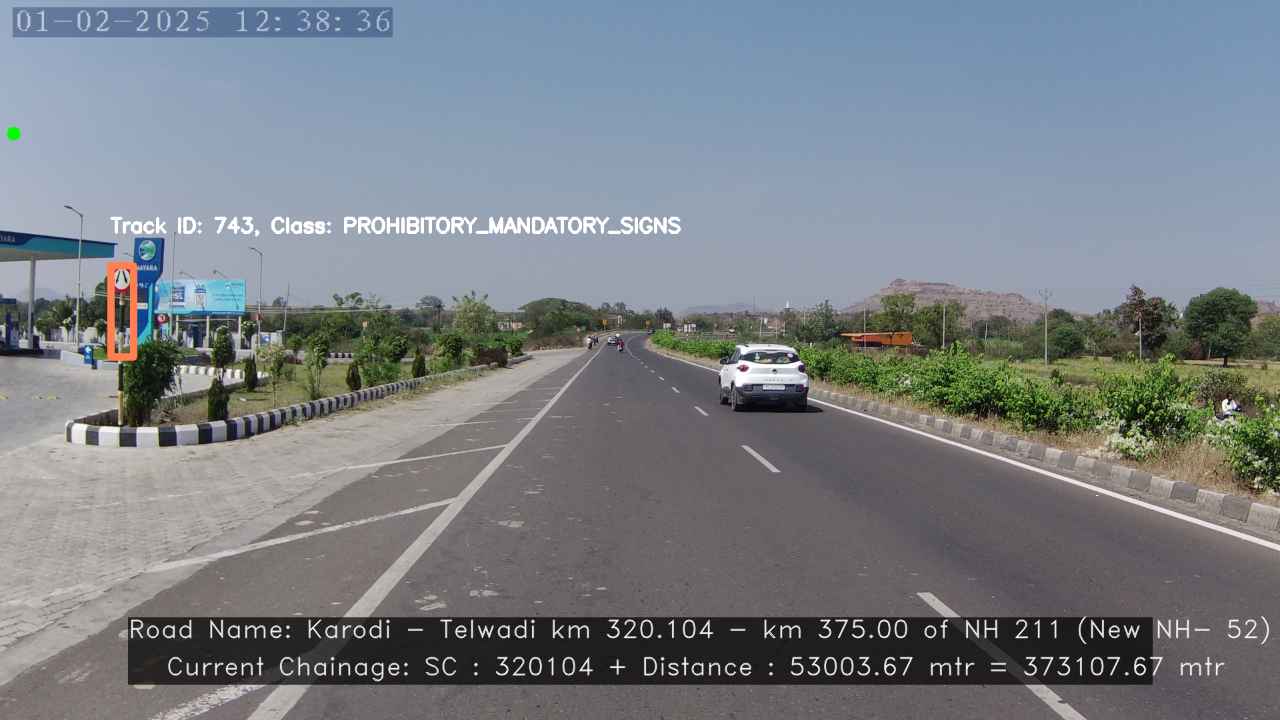 01-02-2025 12:38:36
Track ID: 743, Class: PROHIBITORY_MANDATORY_SIGNS
Road Name: Karodi - Telwadi km 320.104 - km 375.00 of NH 211 (New NH- 52)
Current Chainage: SC : 320104 + Distance : 53003.67 mtr = 373107.67 mtr